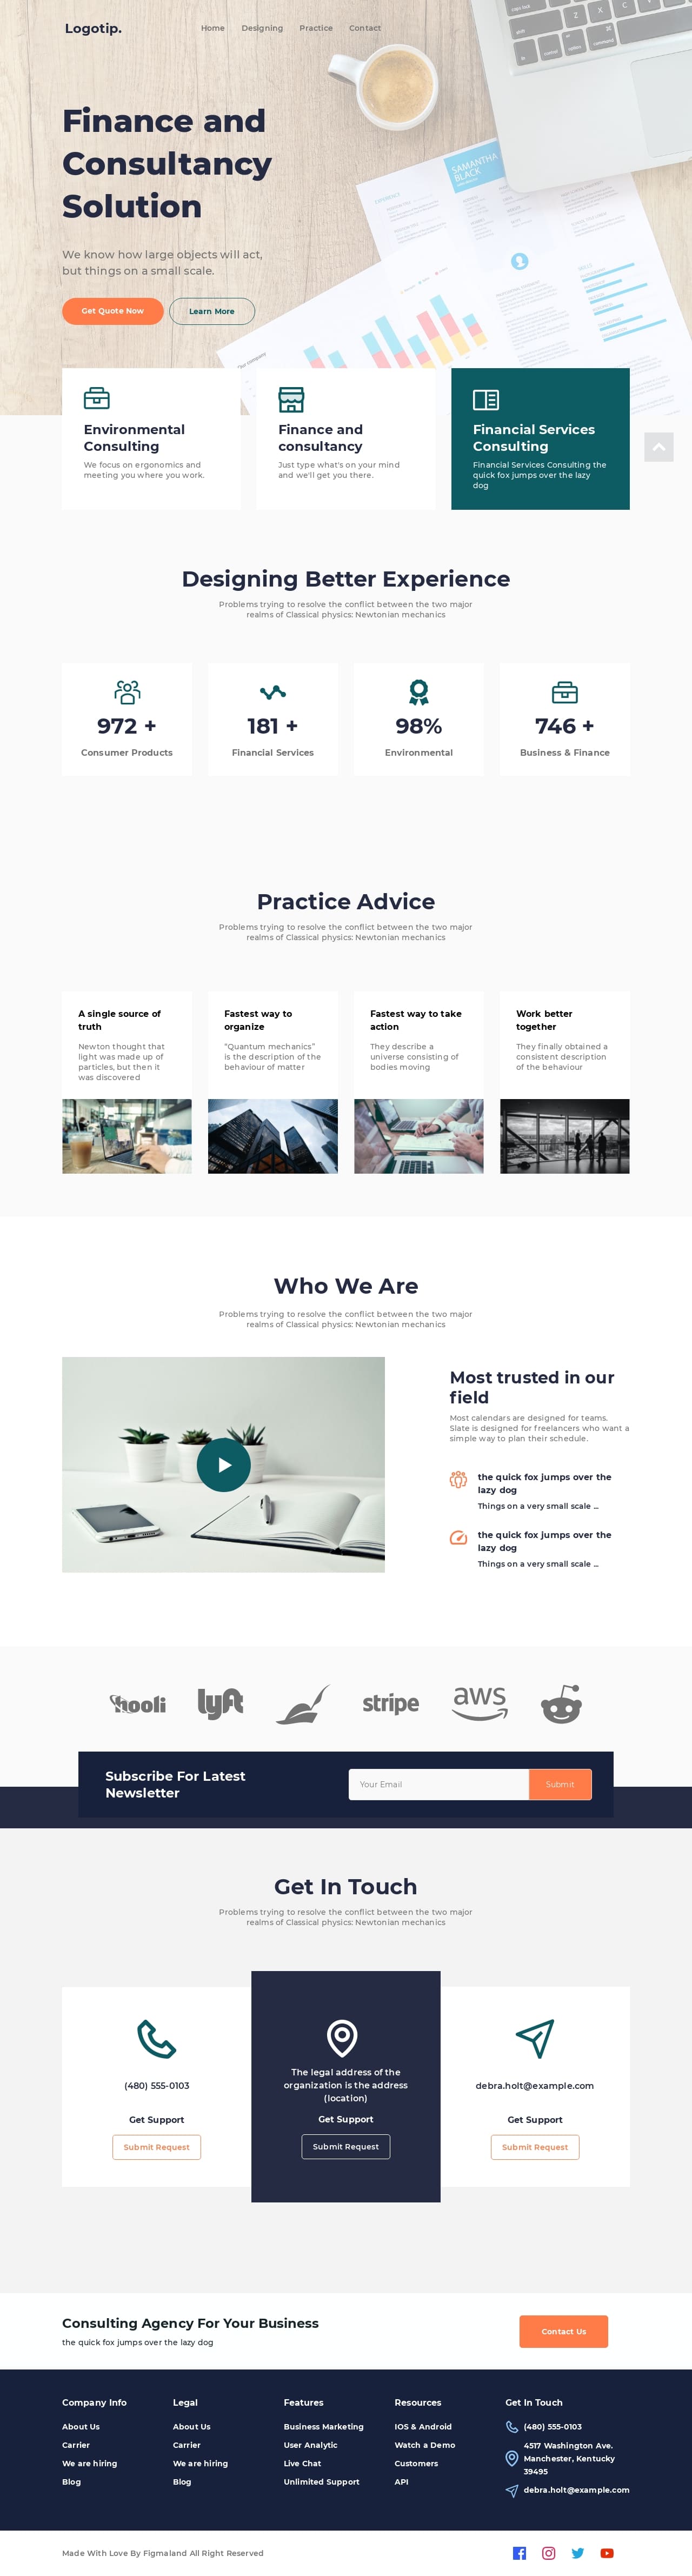 Logotip.
Home Designing Practice Contact
Finance and
Consultancy
Solution
We know how large objects will act,
but things on a small scale.
Get Quote Now
Learn More
SAMANTHA
BLACK
EXPERIENCE
Our company
Environmental
Consulting
We focus on ergonomics and
meeting you where you work.
Finance and
consultancy
Just type what's on your mind
and we'll get you there.
Financial Services
Consulting
Financial Services Consulting the
quick fox jumps over the lazy
dog
Designing Better Experience
Problems trying to resolve the conflict between the two major
realms of Classical physics: Newtonian mechanics
972 +
Consumer Products
181 +
Financial Services
98%
Environmental
746 +
Business & Finance
Practice Advice
Problems trying to resolve the conflict between the two major
realms of Classical physics: Newtonian mechanics
A single source of
truth
Newton thought that
light was made up of
particles, but then it
was discovered
Fastest way to
organize
“Quantum mechanics”
is the description of the
behaviour of matter
Fastest way to take
action
They describe a
universe consisting of
bodies moving
Work better
together
They finally obtained a
consistent description
of the behaviour
Who We Are
Problems trying to resolve the conflict between the two major
realms of Classical physics: Newtonian mechanics
Most trusted in our
field
Most calendars are designed for teams.
Slate is designed for freelancers who want a
simple way to plan their schedule.
the quick fox jumps over the
lazy dog
Things on a very small scale ...
the quick fox jumps over the
lazy dog
Things on a very small scale ...
hooli
lyft
stripe
aws
Subscribe For Latest
Newsletter
Your Email
Submit
Get In Touch
Problems trying to resolve the conflict between the two major
realms of Classical physics: Newtonian mechanics
(480) 555-0103
Get Support
Submit Request
The legal address of the
organization is the address
(location)
Get Support
Submit Request
debra.holt@example.com
Get Support
Submit Request
Consulting Agency For Your Business
the quick fox jumps over the lazy dog
Contact Us
Company Info
About Us
Carrier
We are hiring
Blog
Legal
About Us
Carrier
We are hiring
Blog
Features
Business Marketing
User Analytic
Live Chat
Unlimited Support
Resources
IOS & Android
Watch a Demo
Customers
API
Get In Touch
(480) 555-0103
4517 Washington Ave.
Manchester, Kentucky
39495
debra.holt@example.com
Made With Love By Figmaland All Right Reserved